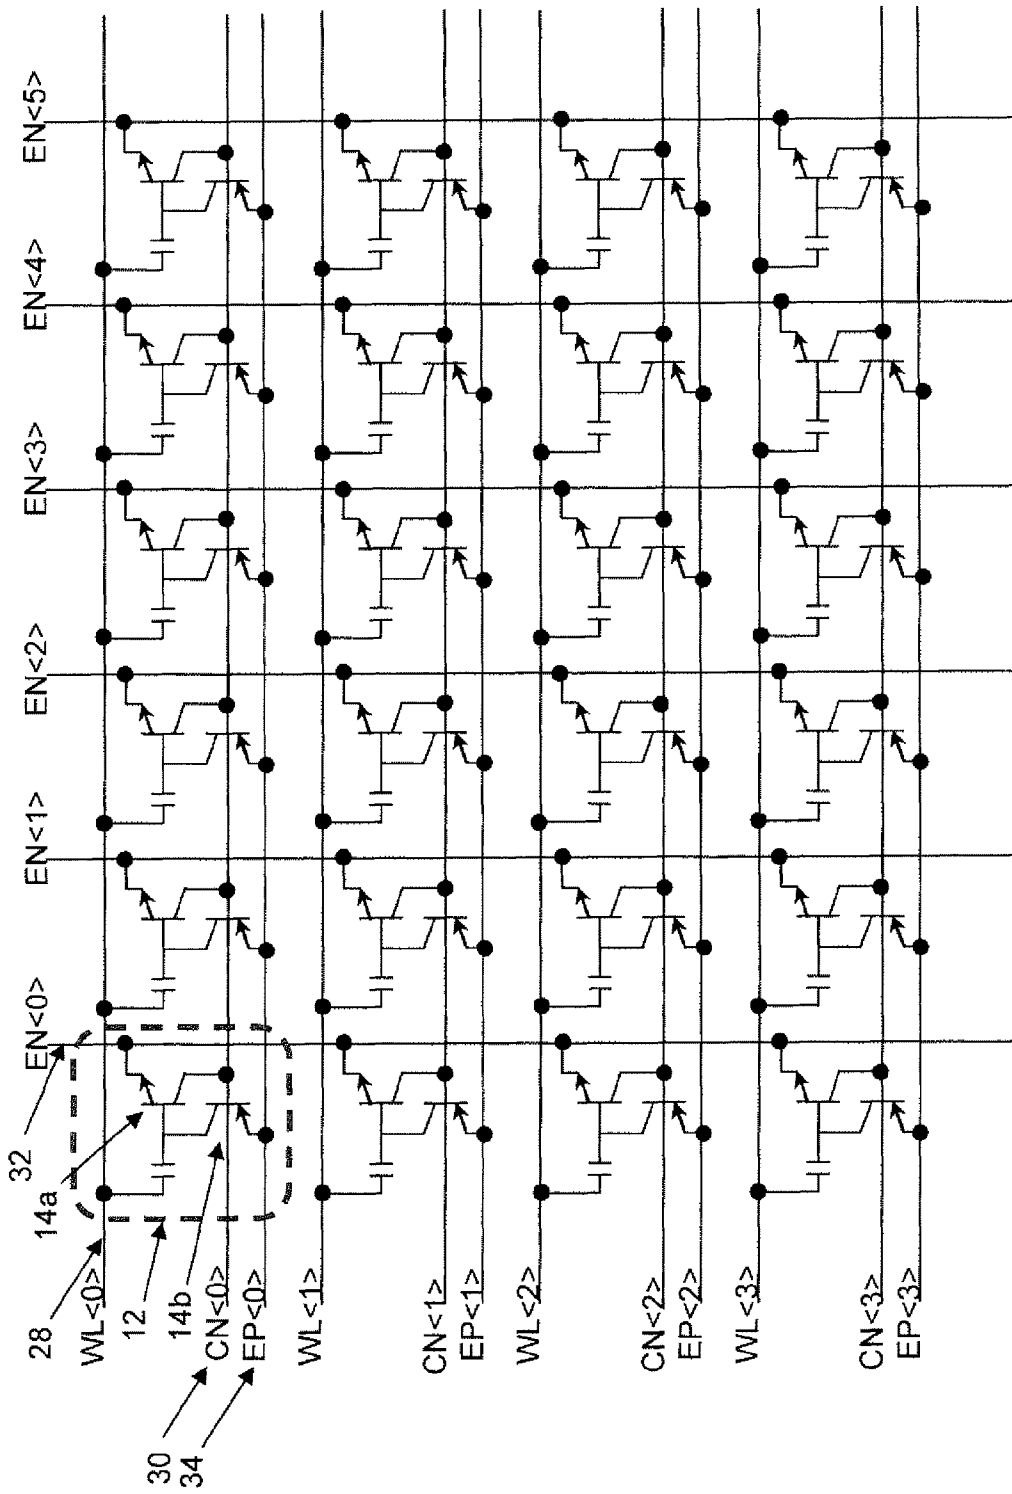 EN<0>
EN<1>
EN<2>
EN<3>
EN<4>
EN<5>
32
14a
28
WL<0>
12
14b
30
CN<0>
34
EP<0>
WL<1>
CN<1>
EP<1>
WL<2>
CN<2>
EP<2>
WL<3>
CN<3>
EP<3>